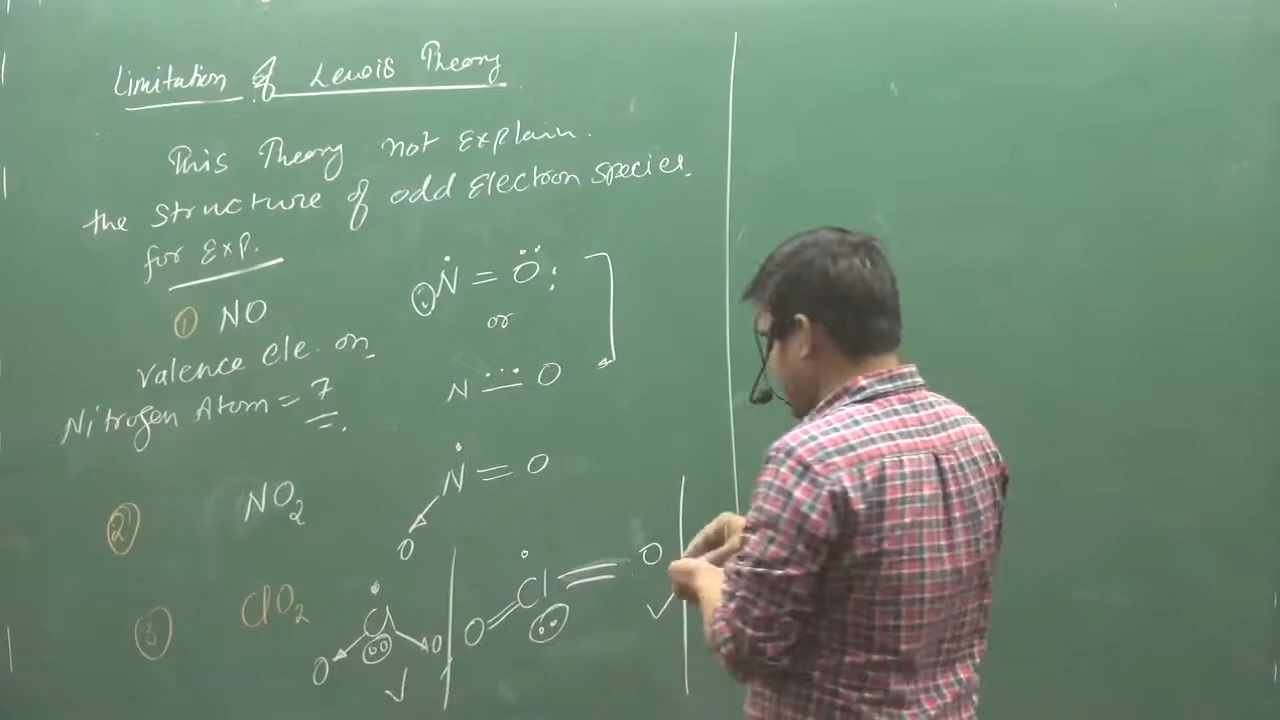 Limitation of Lewis Theory
This Theory not Explain.
the structure of odd Electron species.
for Exp.
① NO
:Ṅ = Ö:
or
valence ele. on
N ∴ O
Nitrogen Atom = 7
Ṅ = O
O
② NO₂
③ ClO₂
Cl
O O
✓
Cl
O O
✓